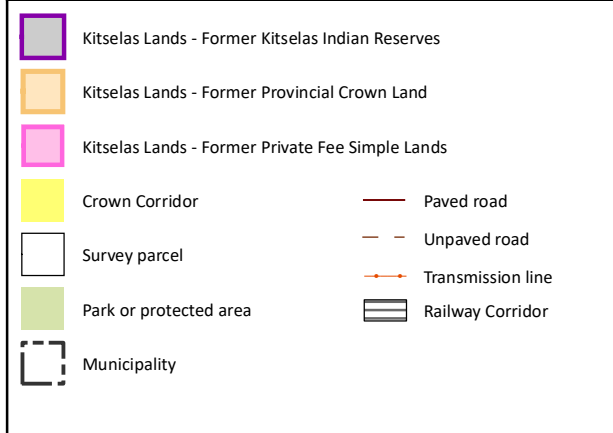 Kitselas Lands - Former Kitselas Indian Reserves
Kitselas Lands - Former Provincial Crown Land
Kitselas Lands - Former Private Fee Simple Lands
Crown Corridor
Survey parcel
Park or protected area
Municipality
Paved road
Unpaved road
Transmission line
Railway Corridor